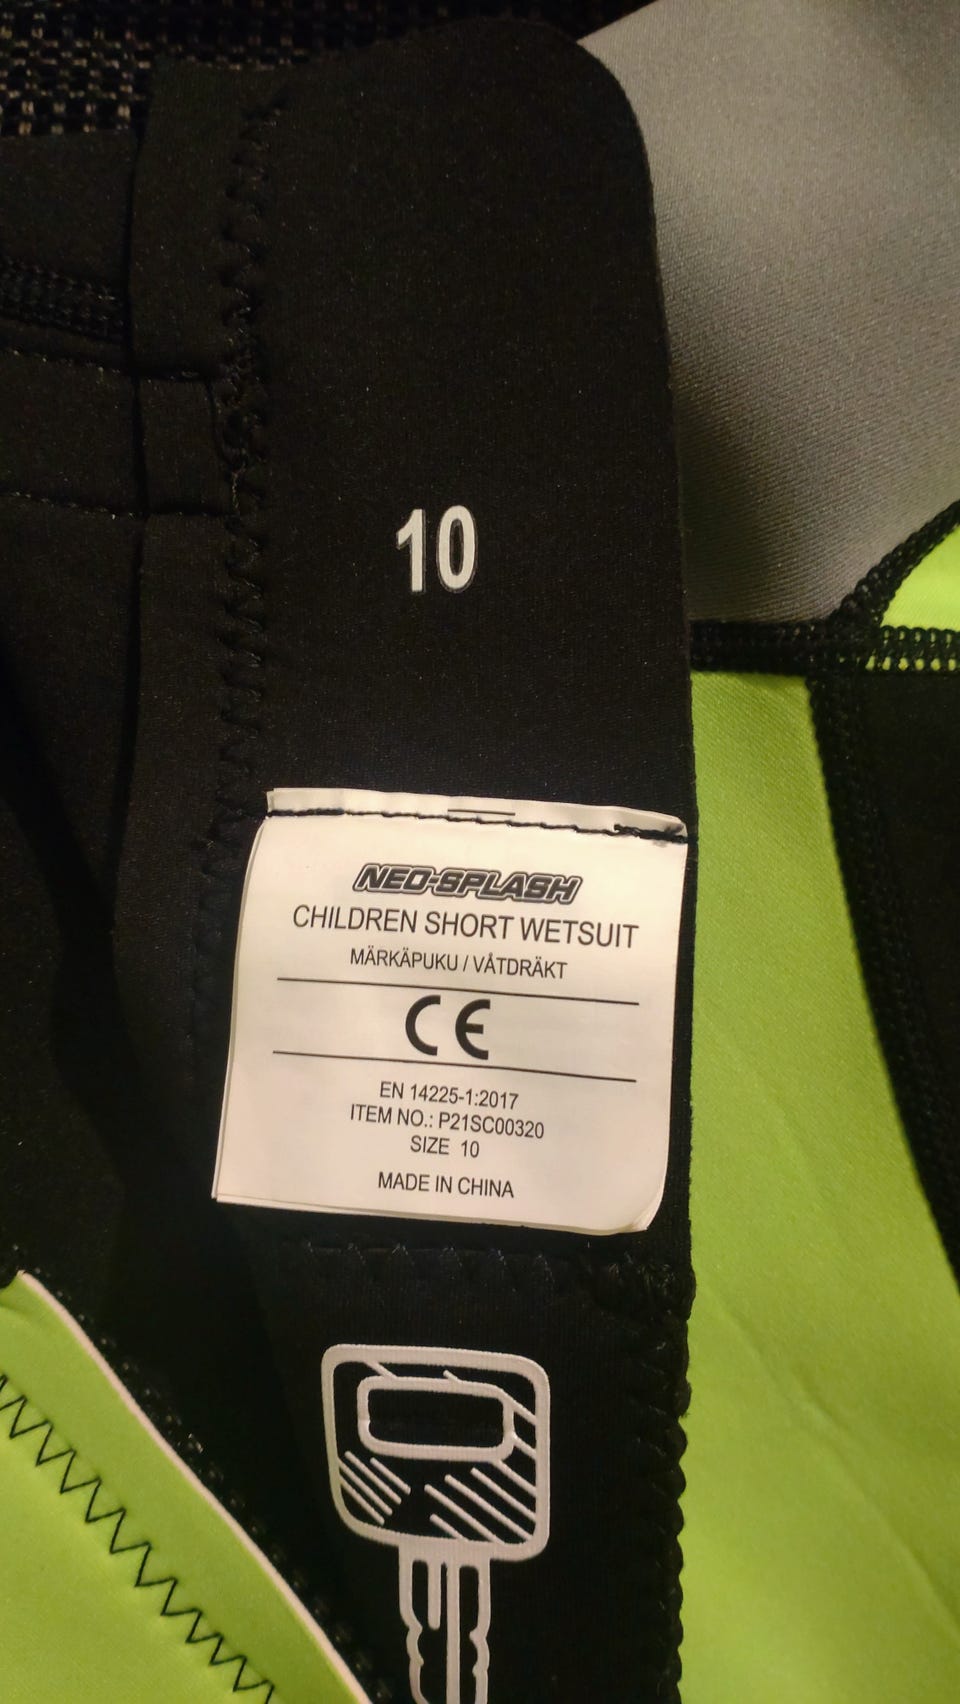 10
NEO-SPLASH
CHILDREN SHORT WETSUIT
MÄRKÄPUKU / VÅTDRÄKT
CE
EN 14225-1:2017
ITEM NO.: P21SC00320
SIZE 10
MADE IN CHINA